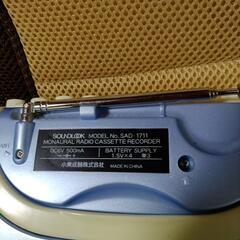 SOUNDLOOK MODEL No. SAD-1711
MONAURAL RADIO CASSETTE RECORDER
DC6V 500mA
BATTERY SUPPLY
1.5V×4 単3
小泉成器株式会社
MADE IN CHINA